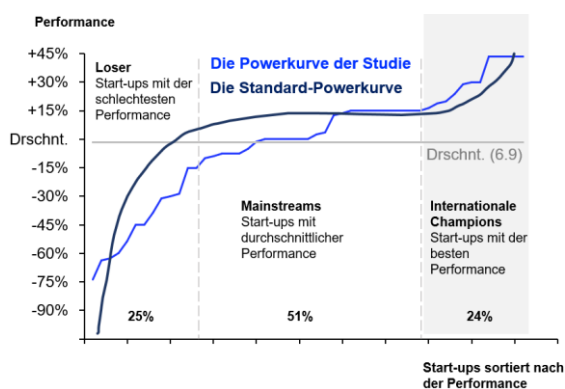 Performance
+45%
+30%
+15%
Drschnt.
-15%
-30%
-45%
-60%
-75%
-90%
Loser
Start-ups mit der
schlechtesten
Performance
Die Powerkurve der Studie
Die Standard-Powerkurve
Drschnt. (6.9)
Mainstreams
Start-ups mit
durchschnittlicher
Performance
Internationale
Champions
Start-ups mit der
besten
Performance
25%
51%
24%
Start-ups sortiert nach
der Performance